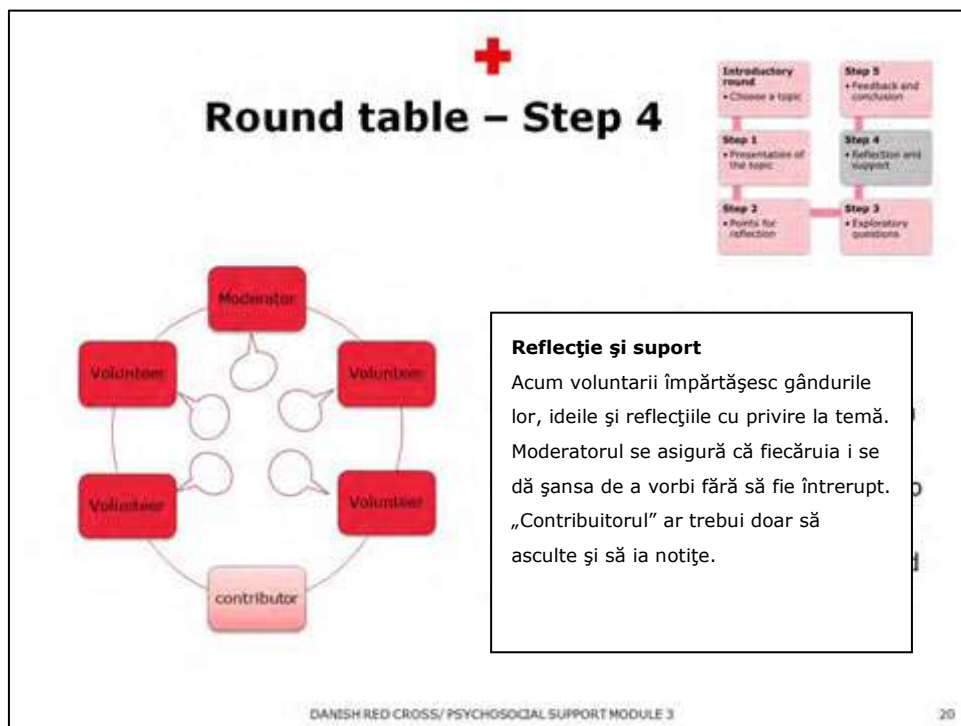 Round table – Step 4
Introductory
round
• Choose a topic
Step 1
• Presentation of
the topic
Step 2
• Points for
reflection
Step 3
• Exploratory
questions
Step 4
• Reflection and
support
Step 5
• Feedback and
conclusion
Moderator
Volunteer
Volunteer
Volunteer
Volunteer
contributor
Reflecţie şi suport
Acum voluntarii împărtăşesc gândurile
lor, ideile şi reflecţiile cu privire la temă.
Moderatorul se asigură că fiecăruia i se
dă şansa de a vorbi fără să fie întrerupt.
„Contribuitorul” ar trebui doar să
asculte şi să ia notiţe.
DANISH RED CROSS/ PSYCHOSOCIAL SUPPORT MODULE 3
20